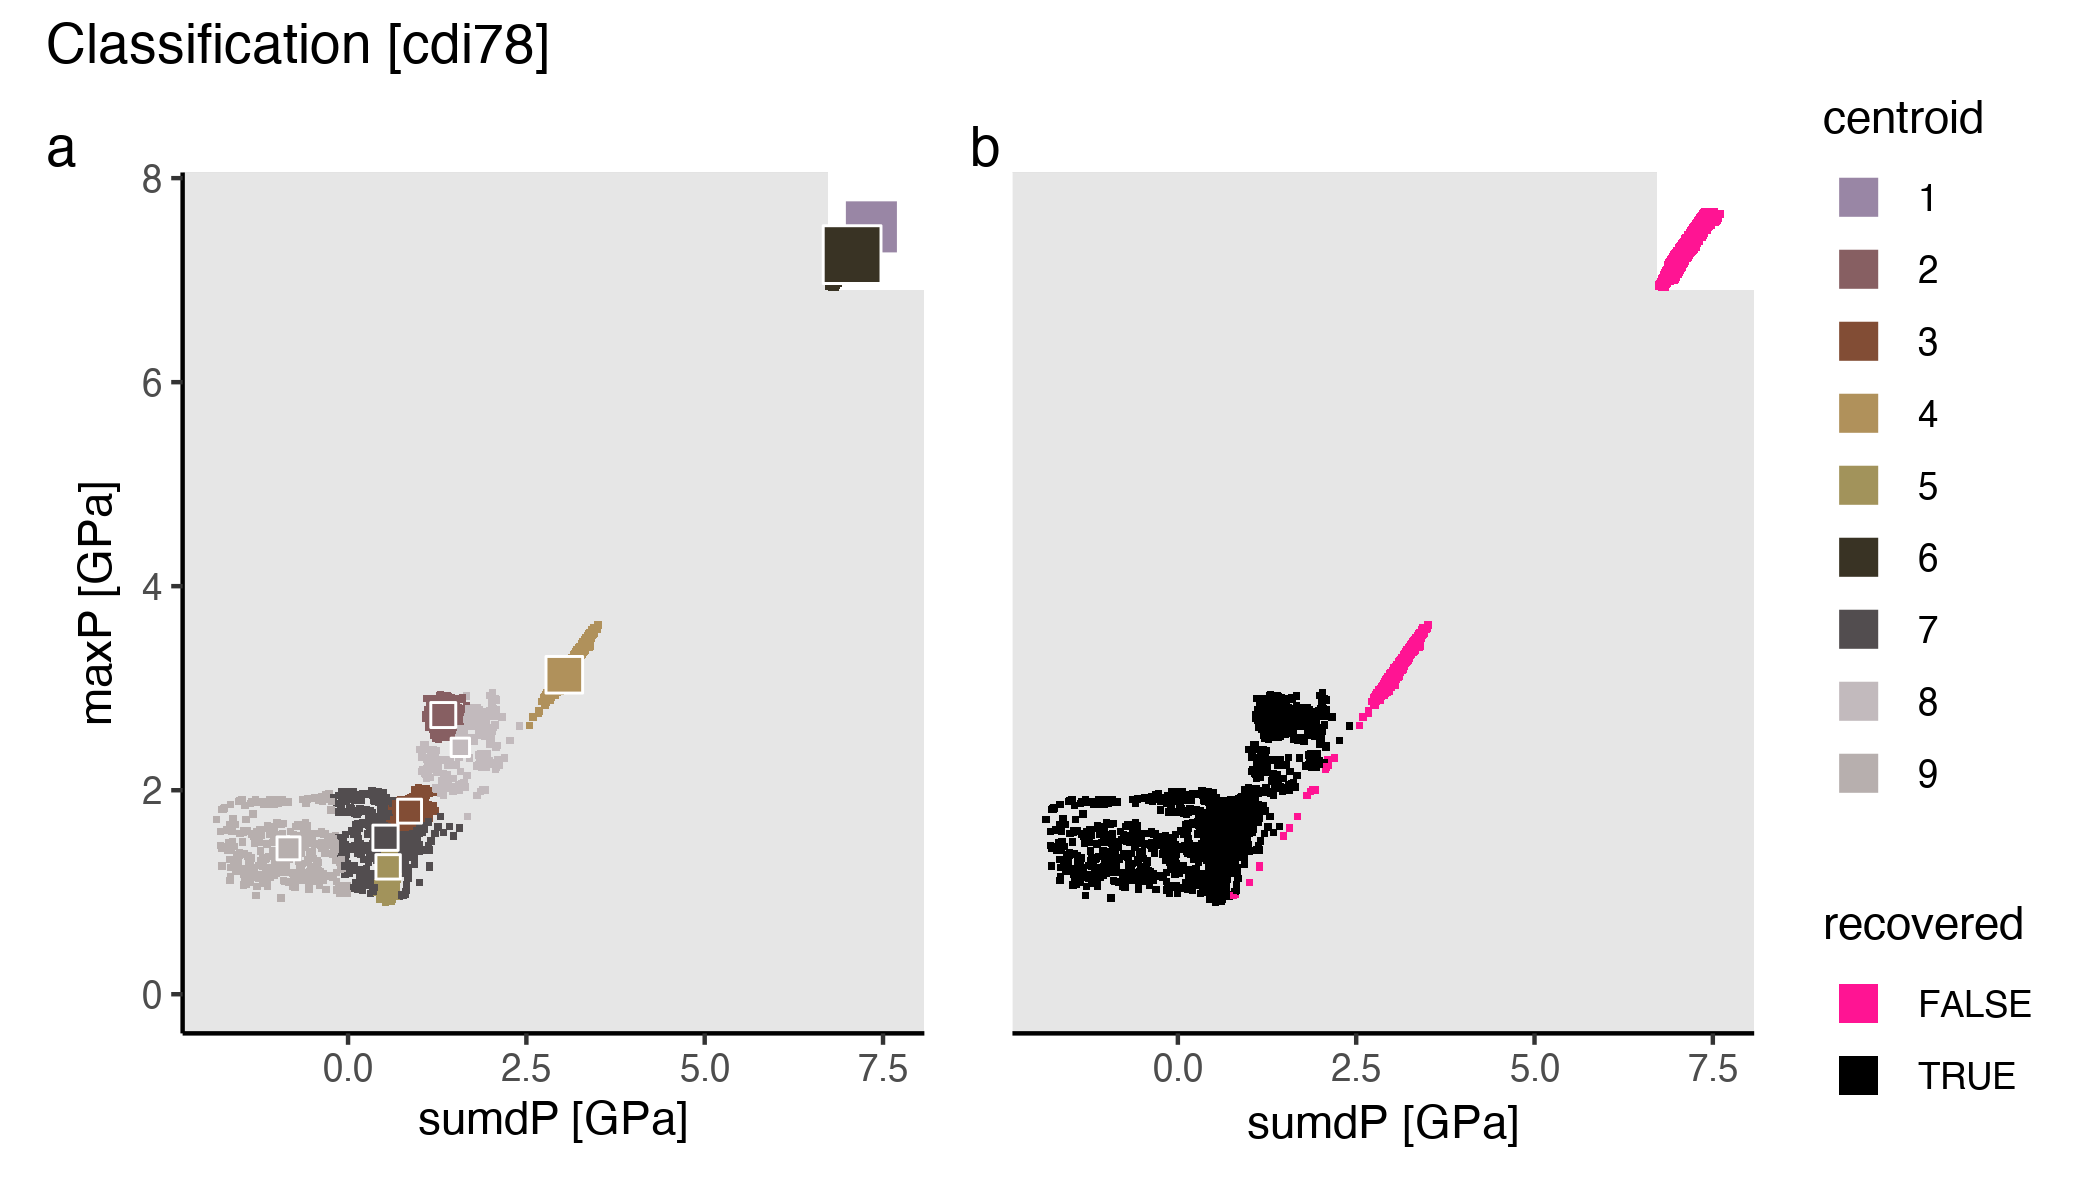 Classification [cdi78]
a
b
maxP [GPa]
8
6
4
2
0
0.0 2.5 5.0 7.5
sumdP [GPa]
0.0 2.5 5.0 7.5
sumdP [GPa]
centroid
1
2
3
4
5
6
7
8
9
recovered
FALSE
TRUE